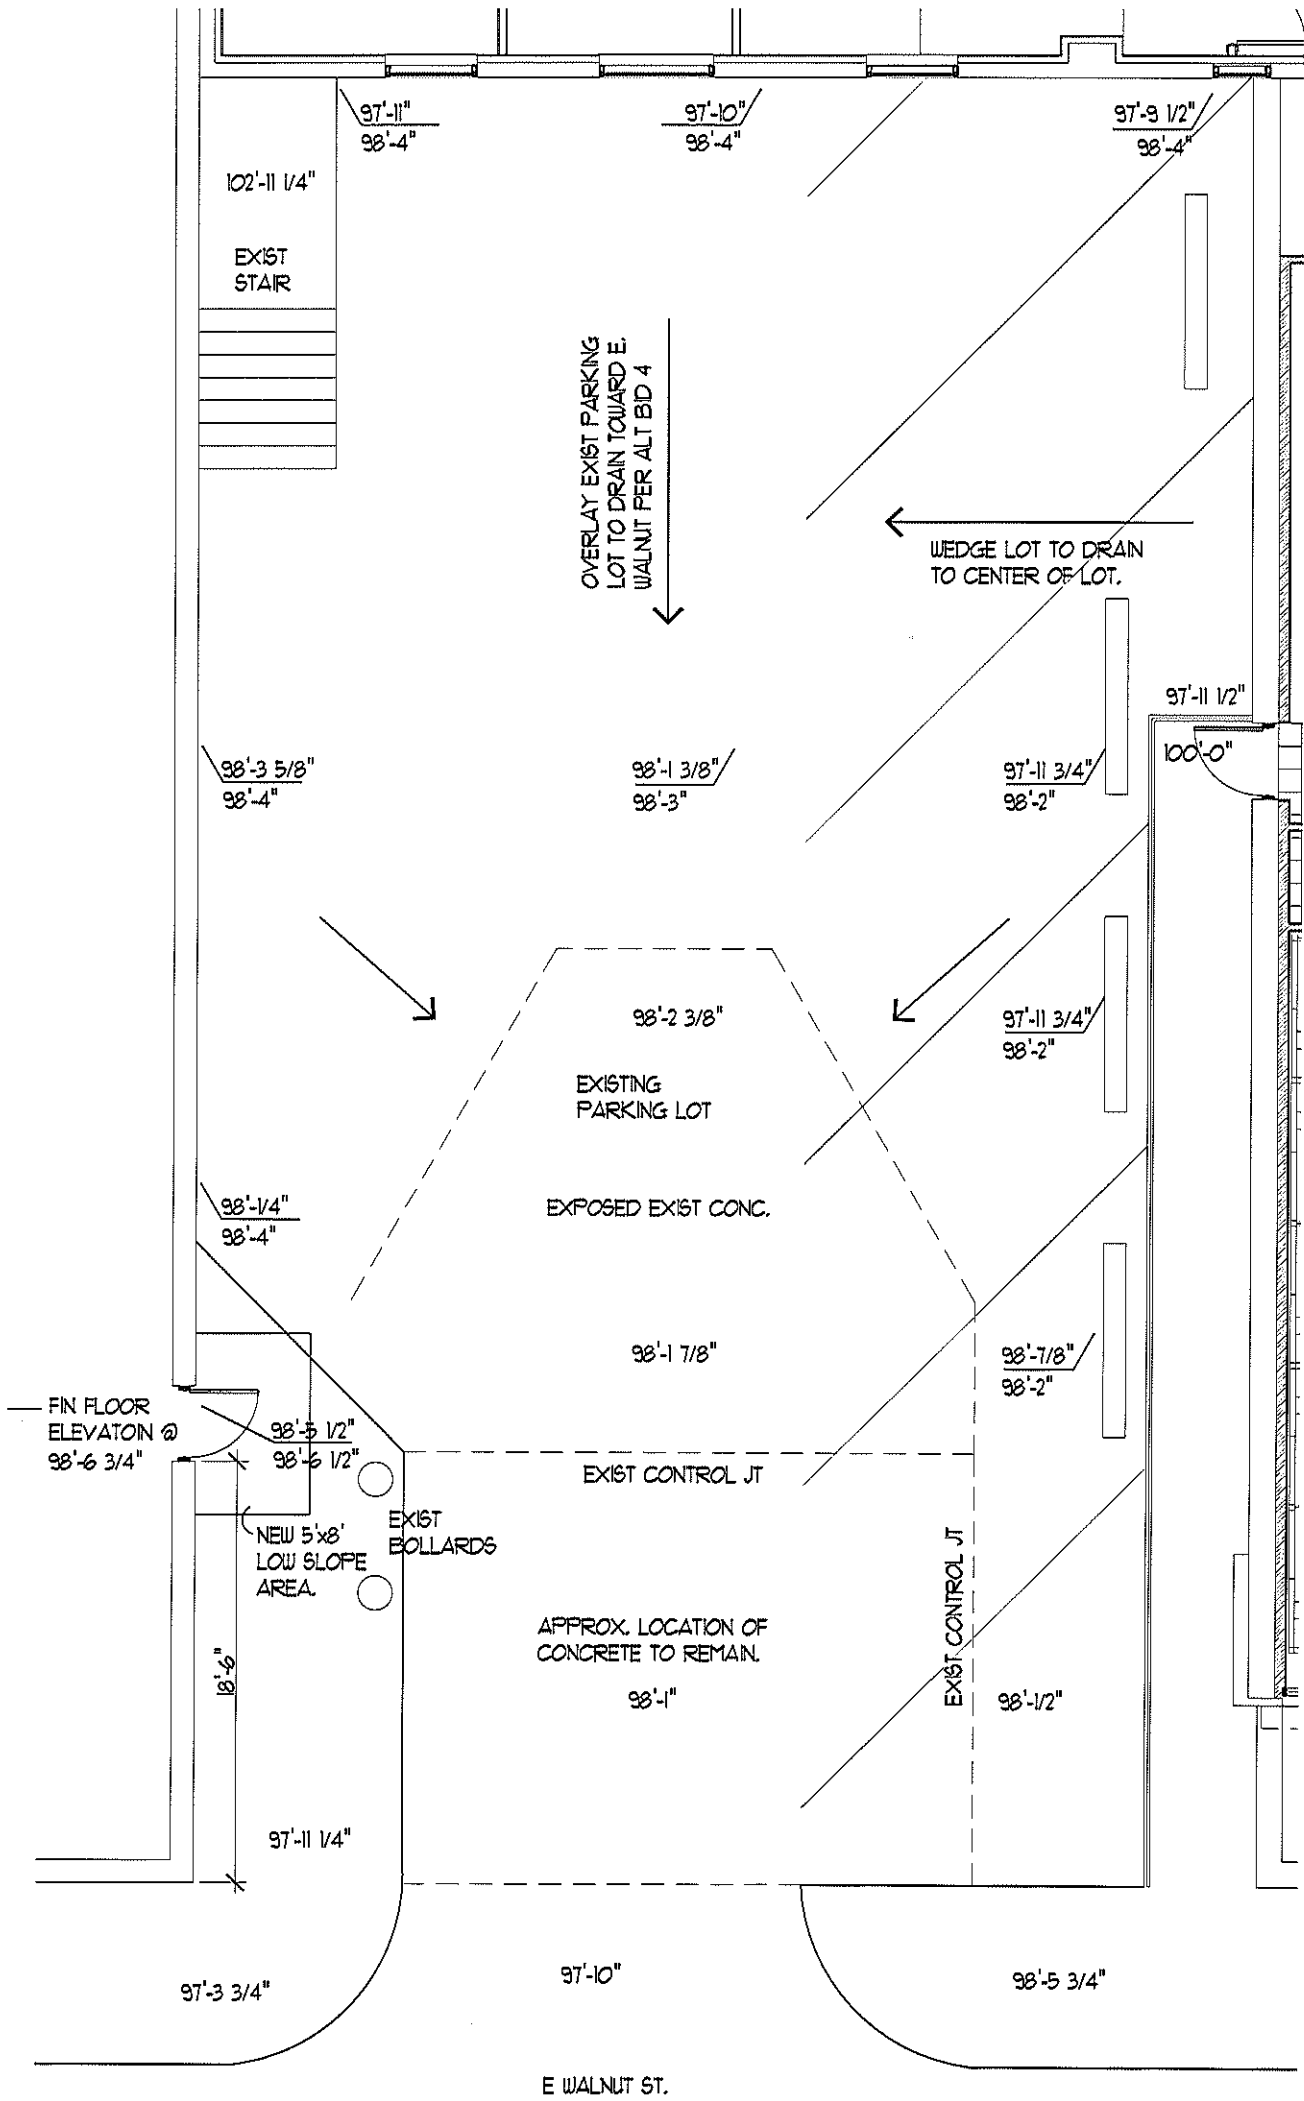 97'-11"
98'-4"
97'-10"
98'-4"
97'-9 1/2"
98'-4"
102'-11 1/4"
EXIST
STAIR
OVERLAY EXIST PARKING
LOT TO DRAIN TOWARD E.
WALNUT PER ALT BID 4
WEDGE LOT TO DRAIN
TO CENTER OF LOT.
97'-11 1/2"
100'-0"
98'-3 5/8"
98'-4"
98'-1 3/8"
98'-3"
97'-11 3/4"
98'-2"
98'-2 3/8"
97'-11 3/4"
98'-2"
EXISTING
PARKING LOT
98'-1/4"
98'-4"
EXPOSED EXIST CONC.
98'-1 7/8"
98'-7/8"
98'-2"
FIN FLOOR
ELEVATOIN @
98'-6 3/4"
98'-5 1/2"
98'-6 1/2"
EXIST CONTROL JT
EXIST
BOLLARDS
NEW 5'x8'
LOW SLOPE
AREA.
EXIST CONTROL JT
18'-6"
APPROX. LOCATION OF
CONCRETE TO REMAIN.
98'-1"
98'-1/2"
97'-11 1/4"
97'-3 3/4"
97'-10"
98'-5 3/4"
E WALNUT ST.